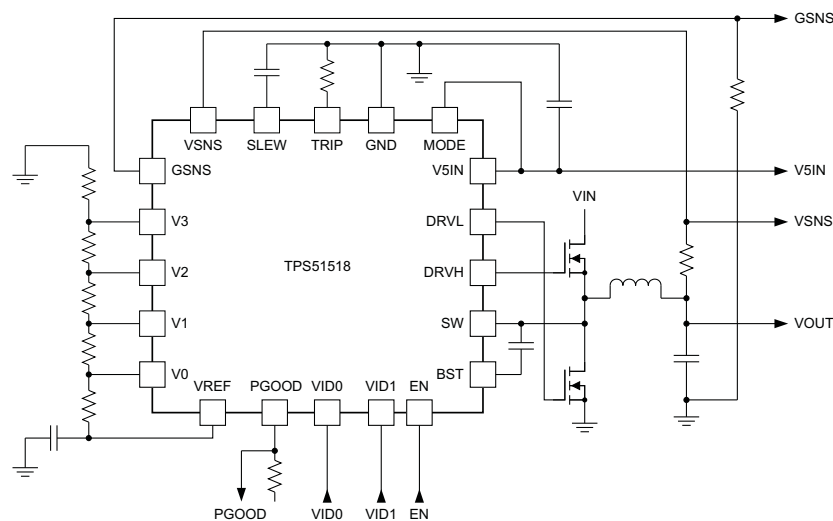 GSNS
VSNS
SLEW
TRIP
GND
MODE
GSNS
V5IN
V5IN
V3
DRVL
VIN
VSNS
V2
TPS51518
DRVH
V1
SW
VOUT
V0
BST
VREF
PGOOD
VID0
VID1
EN
PGOOD
VID0
VID1
EN